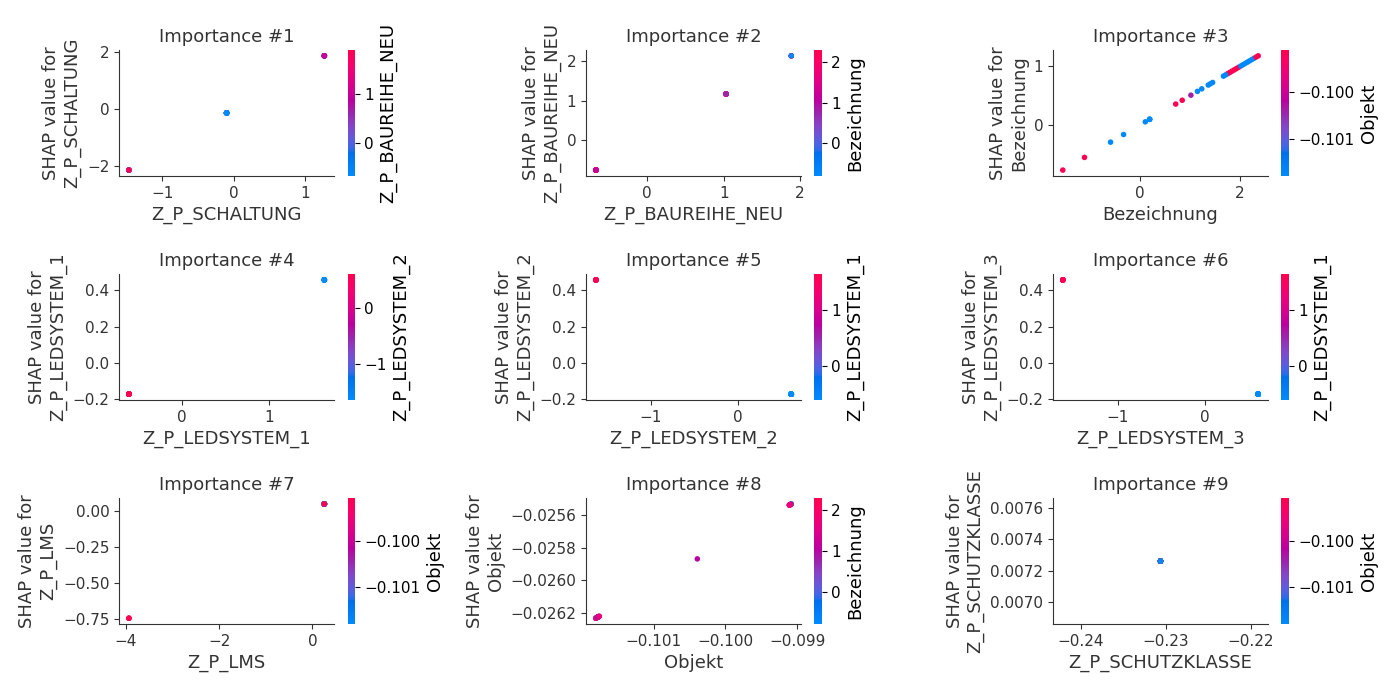 Importance #1
SHAP value for
Z_P_SCHALTUNG
2
0
−2
−1
0
1
Z_P_SCHALTUNG
1
0
Z_P_BAUREIHE_NEU
Importance #2
SHAP value for
Z_P_BAUREIHE_NEU
2
1
0
0
1
2
Z_P_BAUREIHE_NEU
2
1
0
Bezeichnung
Importance #3
SHAP value for
Bezeichnung
1
0
0
2
Bezeichnung
−0.100
−0.101
Objekt
Importance #4
SHAP value for
Z_P_LEDSYSTEM_1
0.4
0.2
0.0
−0.2
0
1
Z_P_LEDSYSTEM_1
0
−1
Z_P_LEDSYSTEM_2
Importance #5
SHAP value for
Z_P_LEDSYSTEM_2
0.4
0.2
0.0
−0.2
−1
0
Z_P_LEDSYSTEM_2
1
0
Z_P_LEDSYSTEM_1
Importance #6
SHAP value for
Z_P_LEDSYSTEM_3
0.4
0.2
0.0
−0.2
−1
0
Z_P_LEDSYSTEM_3
1
0
Z_P_LEDSYSTEM_1
Importance #7
SHAP value for
Z_P_LMS
0.00
−0.25
−0.50
−0.75
−4
−2
0
Z_P_LMS
−0.100
−0.101
Objekt
Importance #8
SHAP value for
Objekt
−0.0256
−0.0258
−0.0260
−0.0262
−0.101
−0.100
−0.099
Objekt
2
1
0
Bezeichnung
Importance #9
SHAP value for
Z_P_SCHUTZKLASSE
0.0076
0.0074
0.0072
0.0070
−0.24
−0.23
−0.22
Z_P_SCHUTZKLASSE
−0.100
−0.101
Objekt